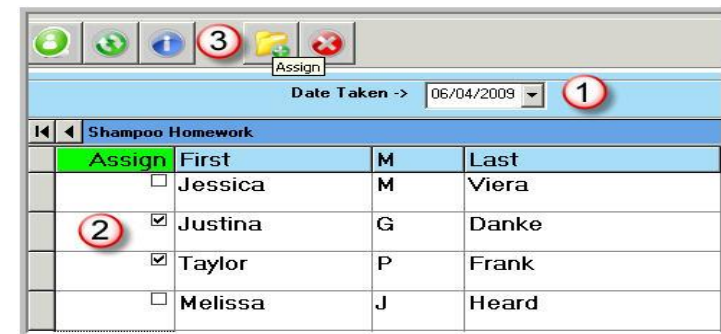 3
Assign
Date Taken -> 06/04/2009 1
Shampoo Homework
Assign First M Last
Jessica M Viera
2 Justina G Danke
Taylor P Frank
Melissa J Heard